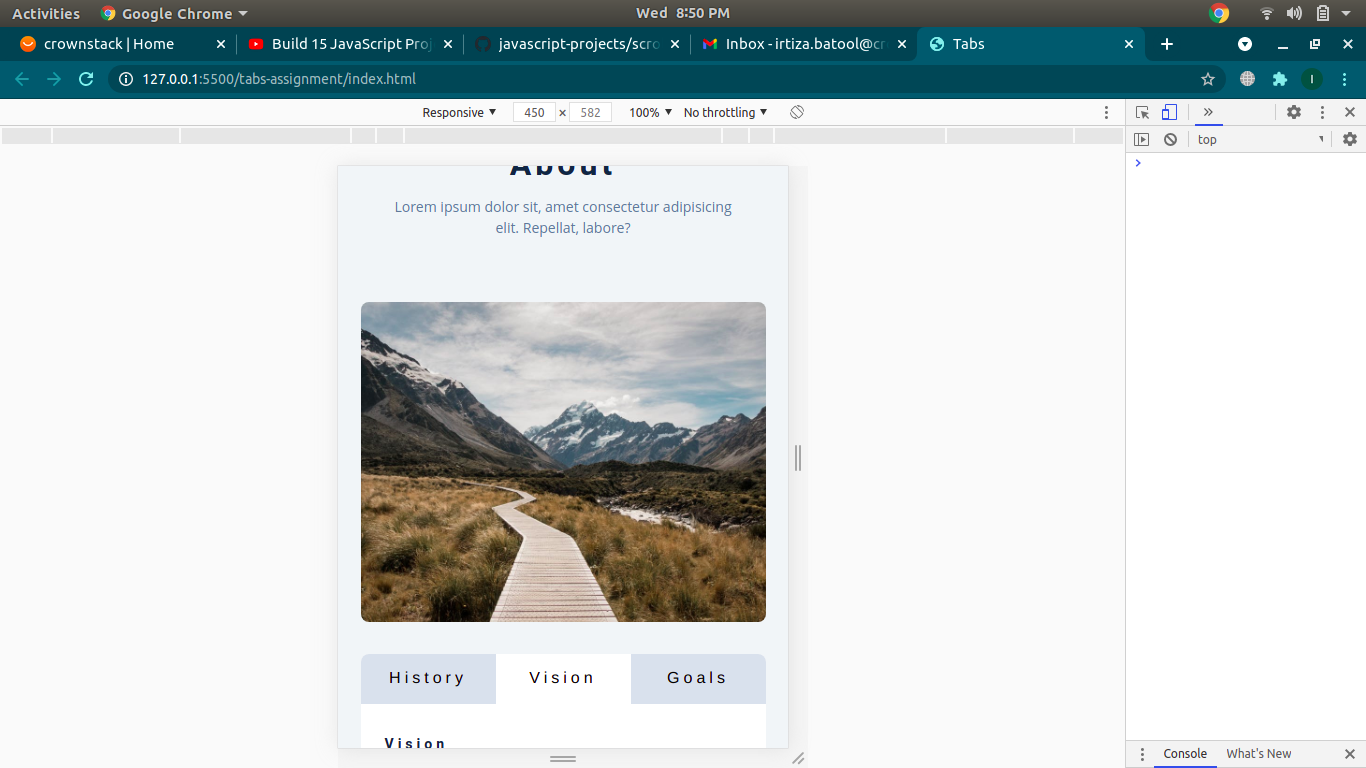 Activities Google Chrome Wed 8:50 PM
crownstack | Home Build 15 JavaScript Proj javascript-projects/scro Inbox - irtiza.batool@cr Tabs
127.0.0.1:5500/tabs-assignment/index.html I
Responsive 450 × 582 100% No throttling
top
About
Lorem ipsum dolor sit, amet consectetur adipisicing
elit. Repellat, labore?
History Vision Goals
Vision
Console What's New